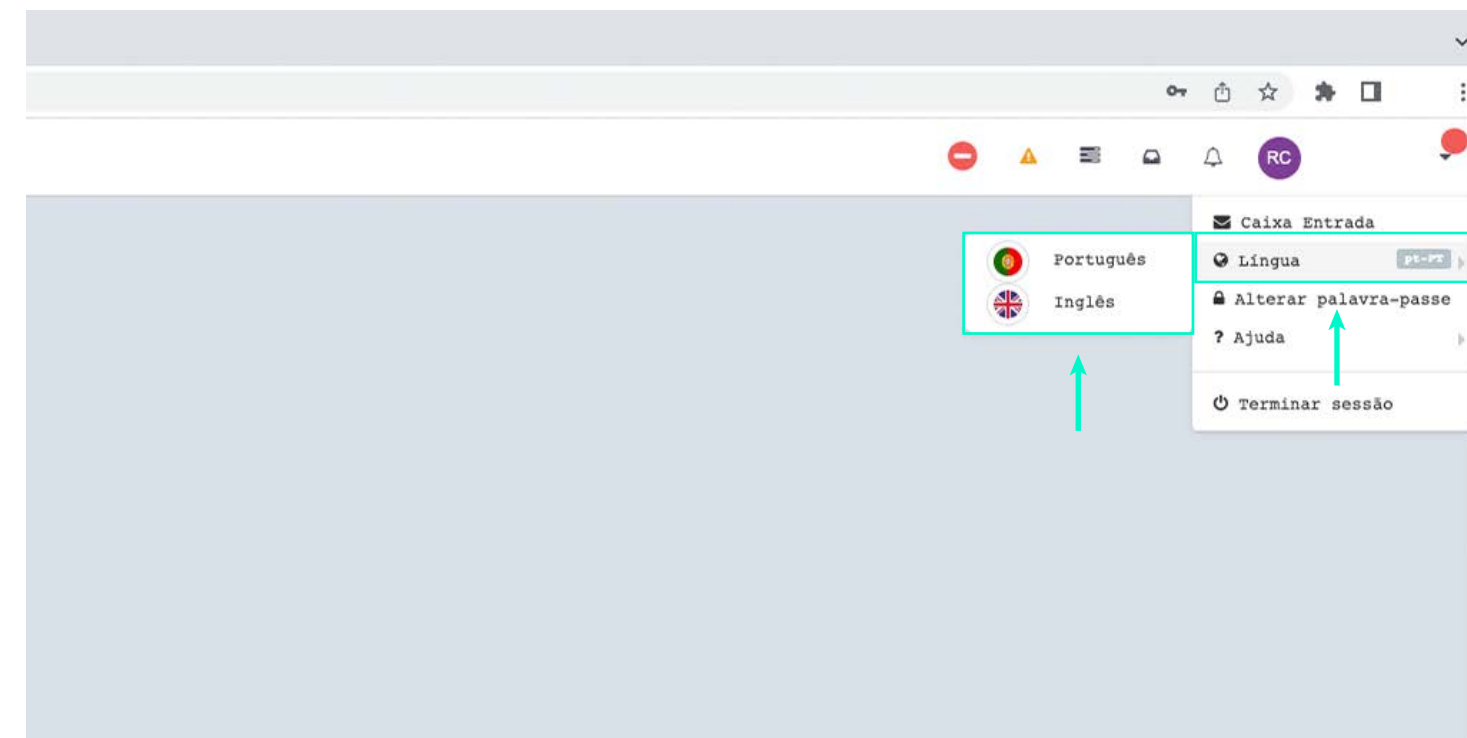 RC
Caixa Entrada
Português
Língua pt-PT
Inglês
Alterar palavra-passe
? Ajuda
Terminar sessão